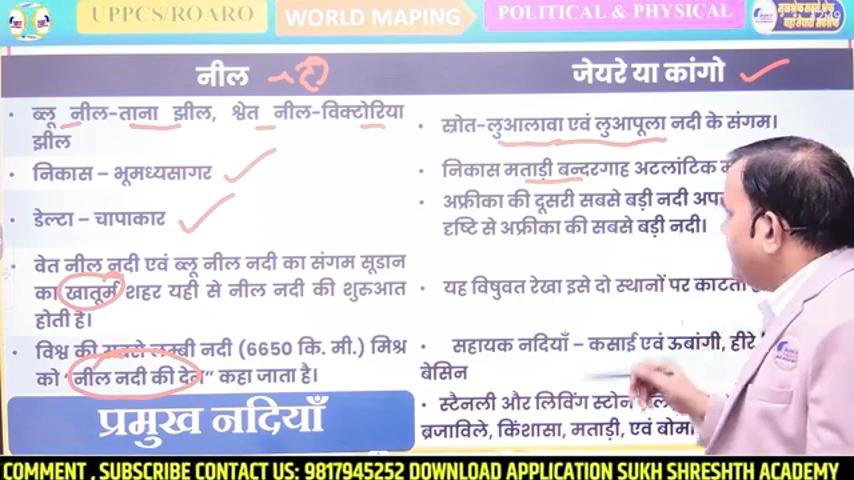 UPPCS/ROARO
WORLD MAPING
POLITICAL & PHYSICAL
नील
ब्लू नील-ताना झील, श्वेत नील-विक्टोरिया
झील
निकास – भूमध्यसागर
डेल्टा – चापाकार
वेत नील नदी एवं ब्लू नील नदी का संगम सूडान
का खातूर्म शहर यही से नील नदी की शुरुआत
होती है।
विश्व की सबसे लम्बी नदी (6650 कि. मी.) मिश्र
को "नील नदी की देन" कहा जाता है।
प्रमुख नदियाँ
जेयरे या कांगो
स्रोत-लुआलावा एवं लुआपूला नदी के संगम।
निकास मताड़ी बन्दरगाह अटलांटिक
अफ्रीका की दूसरी सबसे बड़ी नदी
दृष्टि से अफ्रीका की सबसे बड़ी नदी।
यह विषुवत रेखा इसे दो स्थानों पर काटती
सहायक नदियाँ – कसाई एवं ऊबांगी, हीरे
बेसिन
स्टैनली और लिविंग स्टोन
ब्रजाविले, किंशासा, मताड़ी, एवं
COMMENT , SUBSCRIBE CONTACT US: 9817945252 DOWNLOAD APPLICATION SUKH SHRESHTH ACADEMY